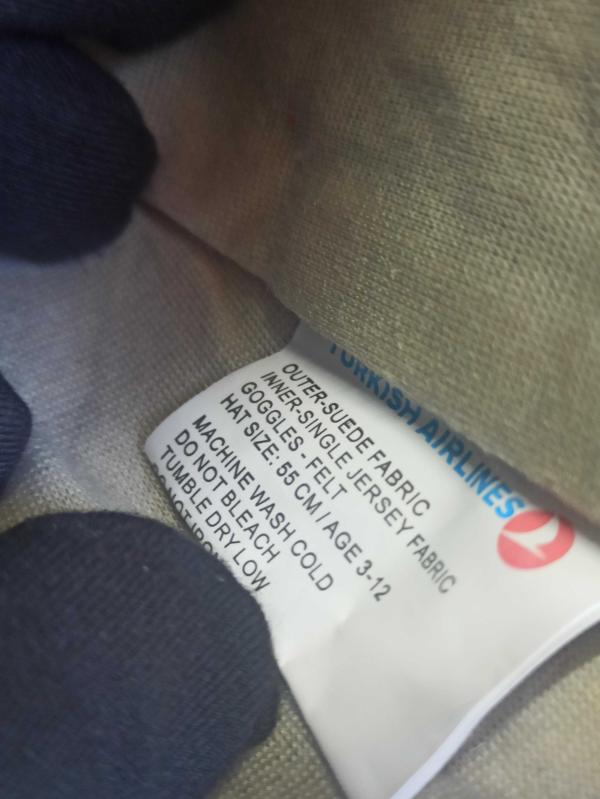 TURKISH AIRLINES
OUTER-SUEDE FABRIC
INNER-SINGLE JERSEY FABRIC
GOGGLES - FELT
HAT SIZE: 55 CM / AGE 3-12
MACHINE WASH COLD
DO NOT BLEACH
TUMBLE DRY LOW
NOT